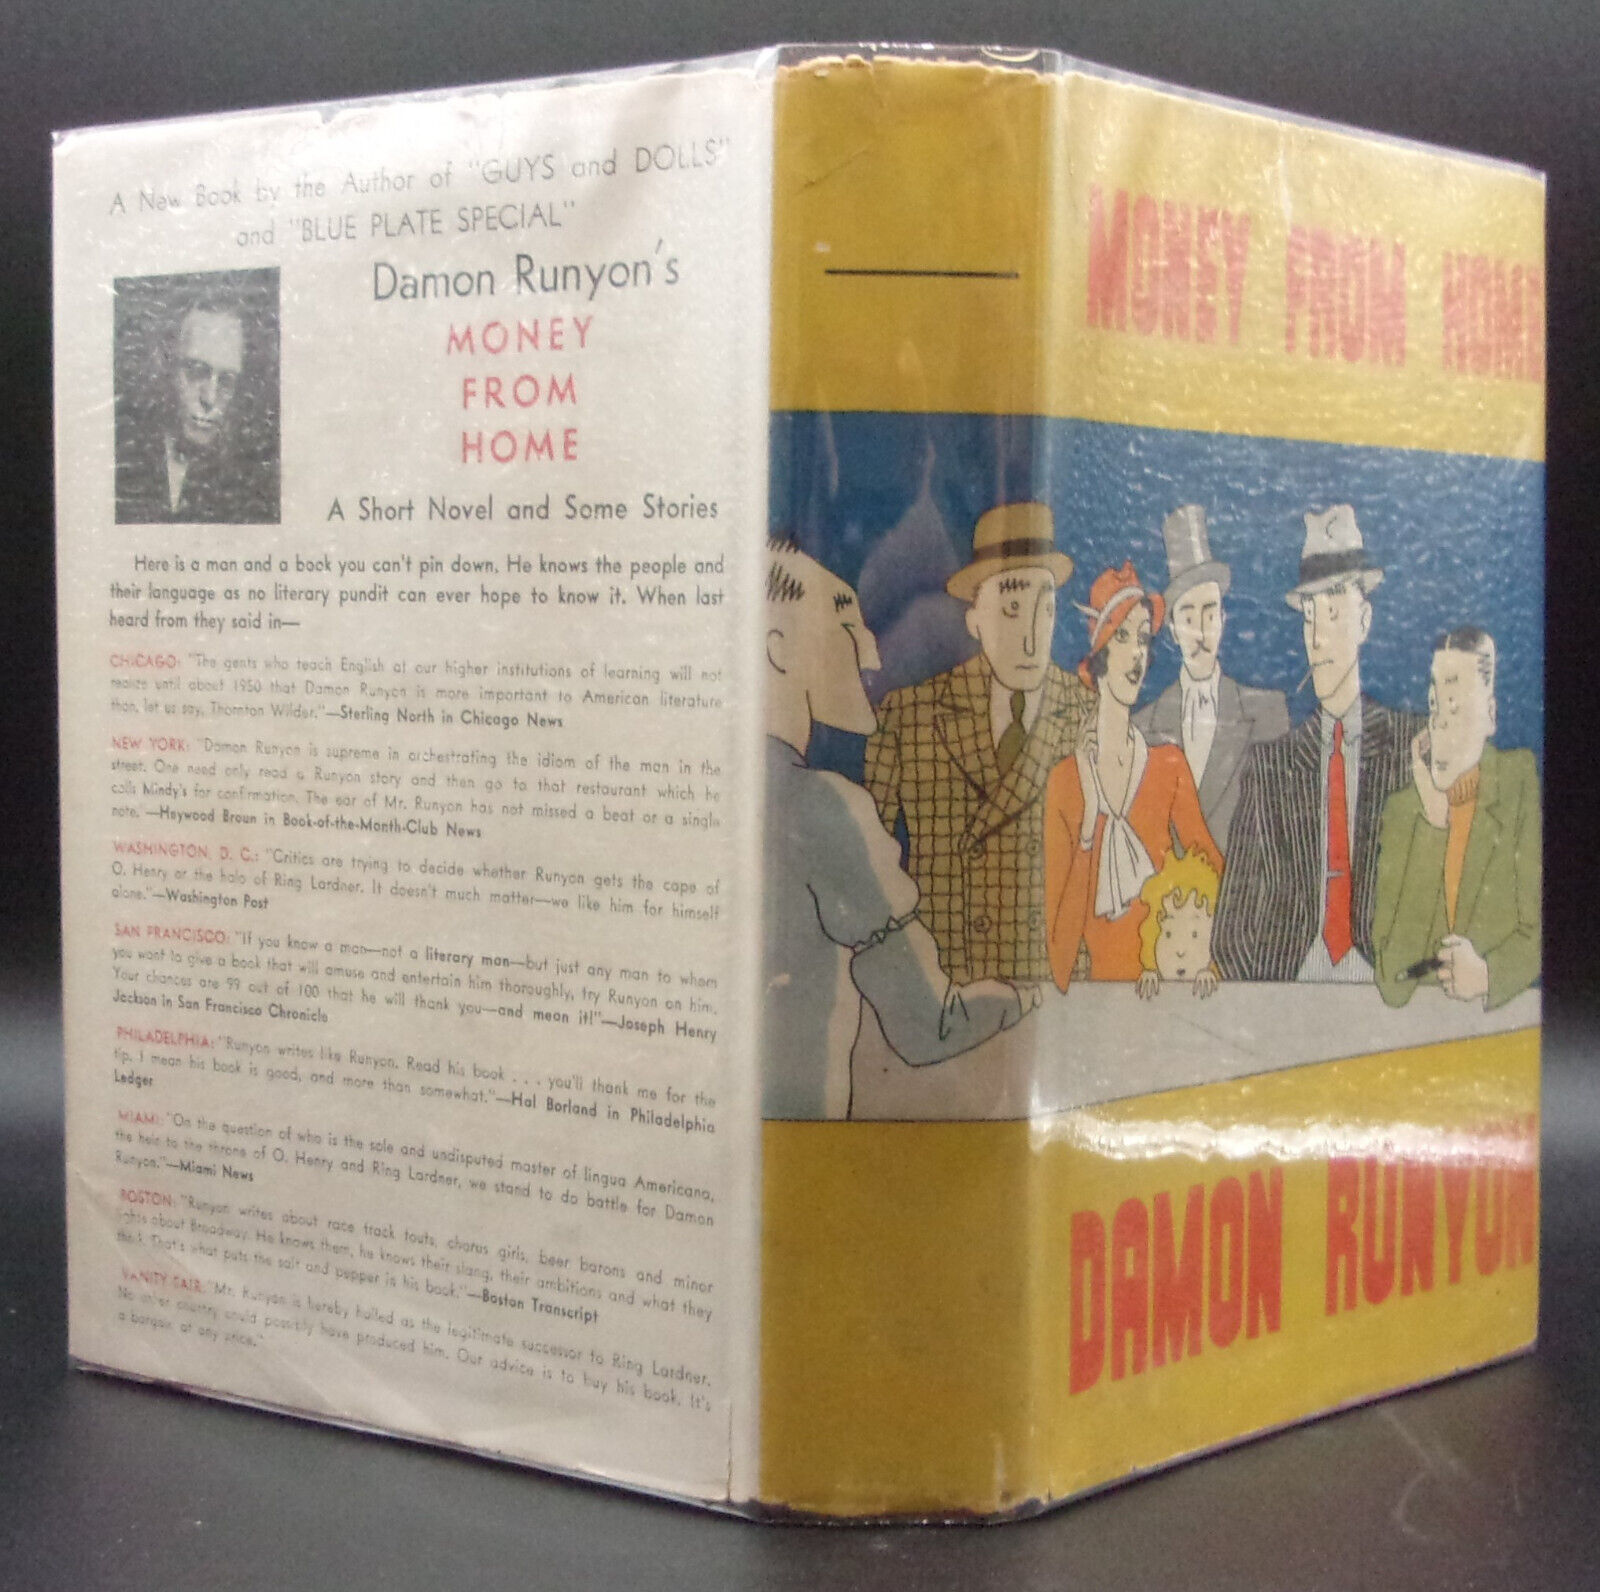 A New Book by the Author of "GUYS and DOLLS"
and "BLUE PLATE SPECIAL"
Damon Runyon's
MONEY
FROM
HOME
A Short Novel and Some Stories
Here is a man and a book you can't pin down. He knows the people and
their language as no literary pundit can ever hope to know it. When last
heard from they said in—
CHICAGO: "The gents who teach English at our higher institutions of learning will not
realize until about 1950 that Damon Runyon is more important to American literature
than, let us say, Thornton Wilder."—Sterling North in Chicago News
NEW YORK: "Damon Runyon is supreme in orchestrating the idiom of the man in the
street. One need only read a Runyon story and then go to that restaurant which he
calls Mindy's for confirmation. The ear of Mr. Runyon has not missed a beat or a single
note. —Heywood Broun in Book-of-the-Month-Club News
WASHINGTON, D. C.: "Critics are trying to decide whether Runyon gets the cape of
O. Henry or the halo of Ring Lardner. It doesn't much matter—we like him for himself
alone."—Washington Post
SAN FRANCISCO: "If you know a man—not a literary man—but just any man to whom
you want to give a book that will amuse and entertain him thoroughly, try Runyon on him.
Your chances are 99 out of 100 that he will thank you—and mean it!"—Joseph Henry
Jackson in San Francisco Chronicle
PHILADELPHIA: "Runyon writes like Runyon. Read his book . . . you'll thank me for the
tip. I mean his book is good, and more than somewhat."—Hal Borland in Philadelphia
Ledger
MIAMI: "On the question of who is the sole and undisputed master of lingua Americana,
the heir to the throne of O. Henry and Ring Lardner, we stand to do battle for Damon
Runyon."—Miami News
BOSTON: "Runyon writes about race track touts, chorus girls, beer barons and minor
lights about Broadway. He knows them, he knows their slang, their ambitions and what they
think. That's what puts the salt and pepper in his book."—Boston Transcript
VANITY FAIR: "Mr. Runyon is hereby hailed as the legitimate successor to Ring Lardner.
No other country could possibly have produced him. Our advice is to buy his book. It's
a bargain at any price."
MONEY FROM HOME
DAMON RUNYON